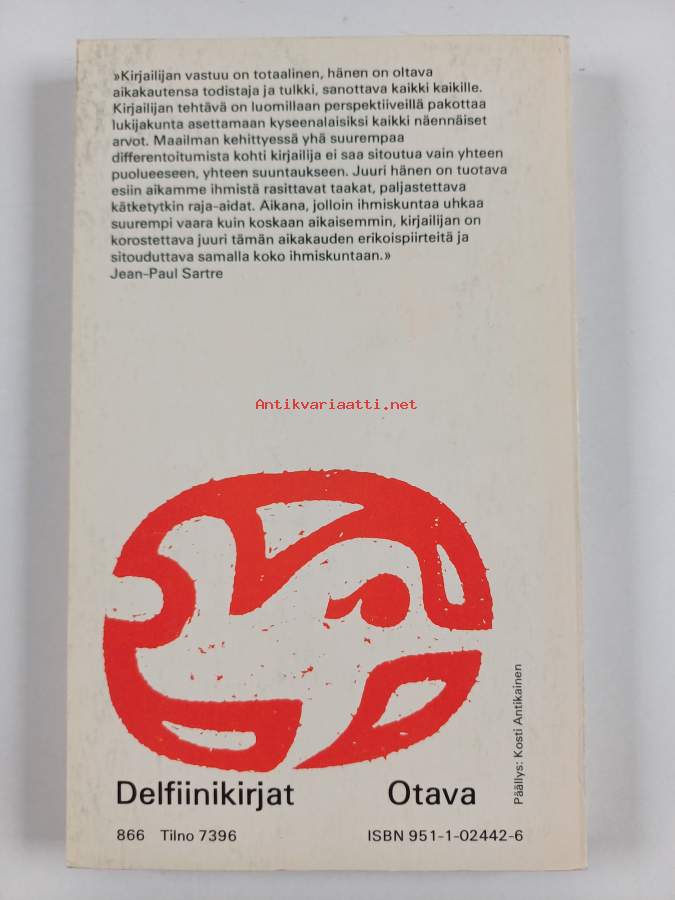 »Kirjailijan vastuu on totaalinen, hänen on oltava
aikakautensa todistaja ja tulkki, sanottava kaikki kaikille.
Kirjailijan tehtävä on luomillaan perspektiiveillä pakottaa
lukijakunta asettamaan kyseenalaisiksi kaikki näennäiset
arvot. Maailman kehittyessä yhä suurempaa
differentoitumista kohti kirjailija ei saa sitoutua vain yhteen
puolueeseen, yhteen suuntaukseen. Juuri hänen on tuotava
esiin aikamme ihmistä rasittavat taakat, paljastettava
kätketytkin raja-aidat. Aikana, jolloin ihmiskuntaa uhkaa
suurempi vaara kuin koskaan aikaisemmin, kirjailijan on
korostettava juuri tämän aikakauden erikoispiirteitä ja
sitouduttava samalla koko ihmiskuntaan.»
Jean-Paul Sartre
Antikvariaatti.net
Päällys: Kosti Antikainen
Delfiinikirjat Otava
866 Tilno 7396 ISBN 951-1-02442-6